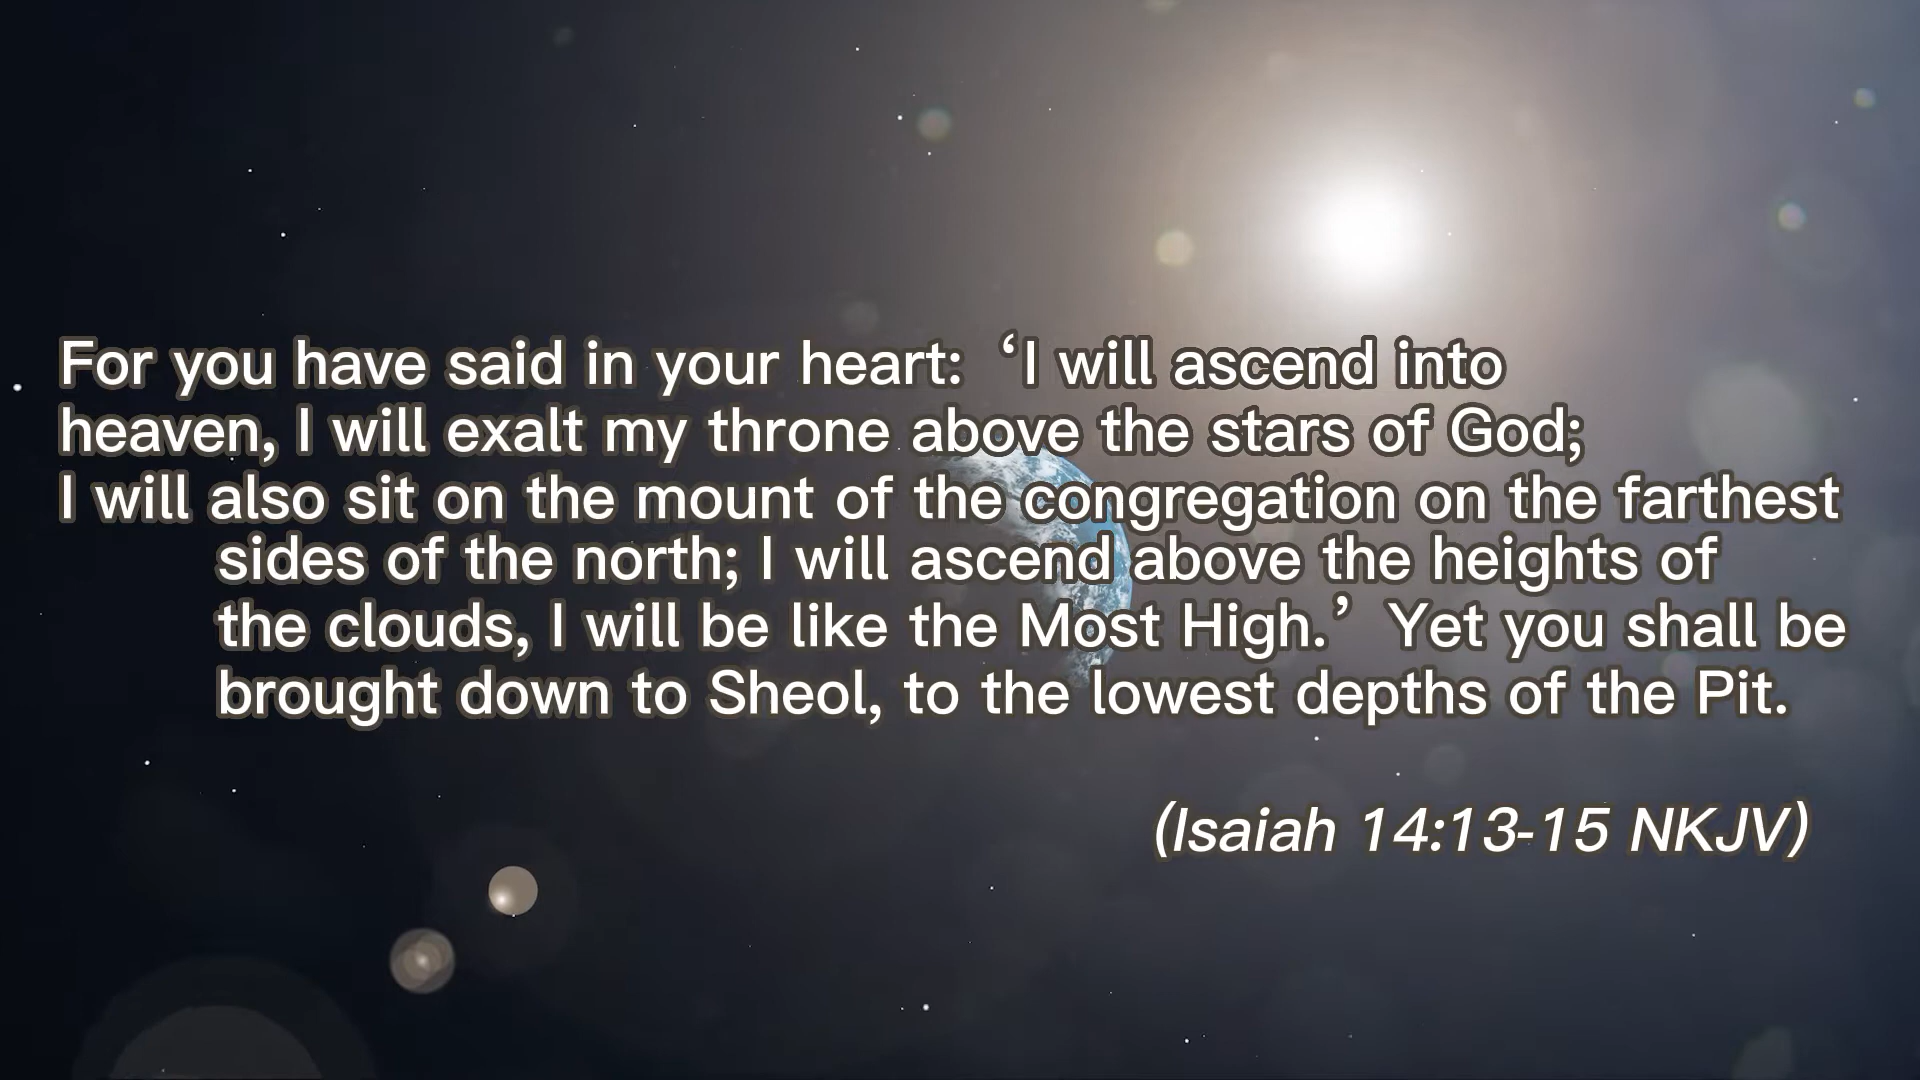 For you have said in your heart: ‘I will ascend into
heaven, I will exalt my throne above the stars of God;
I will also sit on the mount of the congregation on the farthest
sides of the north; I will ascend above the heights of
the clouds, I will be like the Most High.’ Yet you shall be
brought down to Sheol, to the lowest depths of the Pit.
(Isaiah 14:13-15 NKJV)